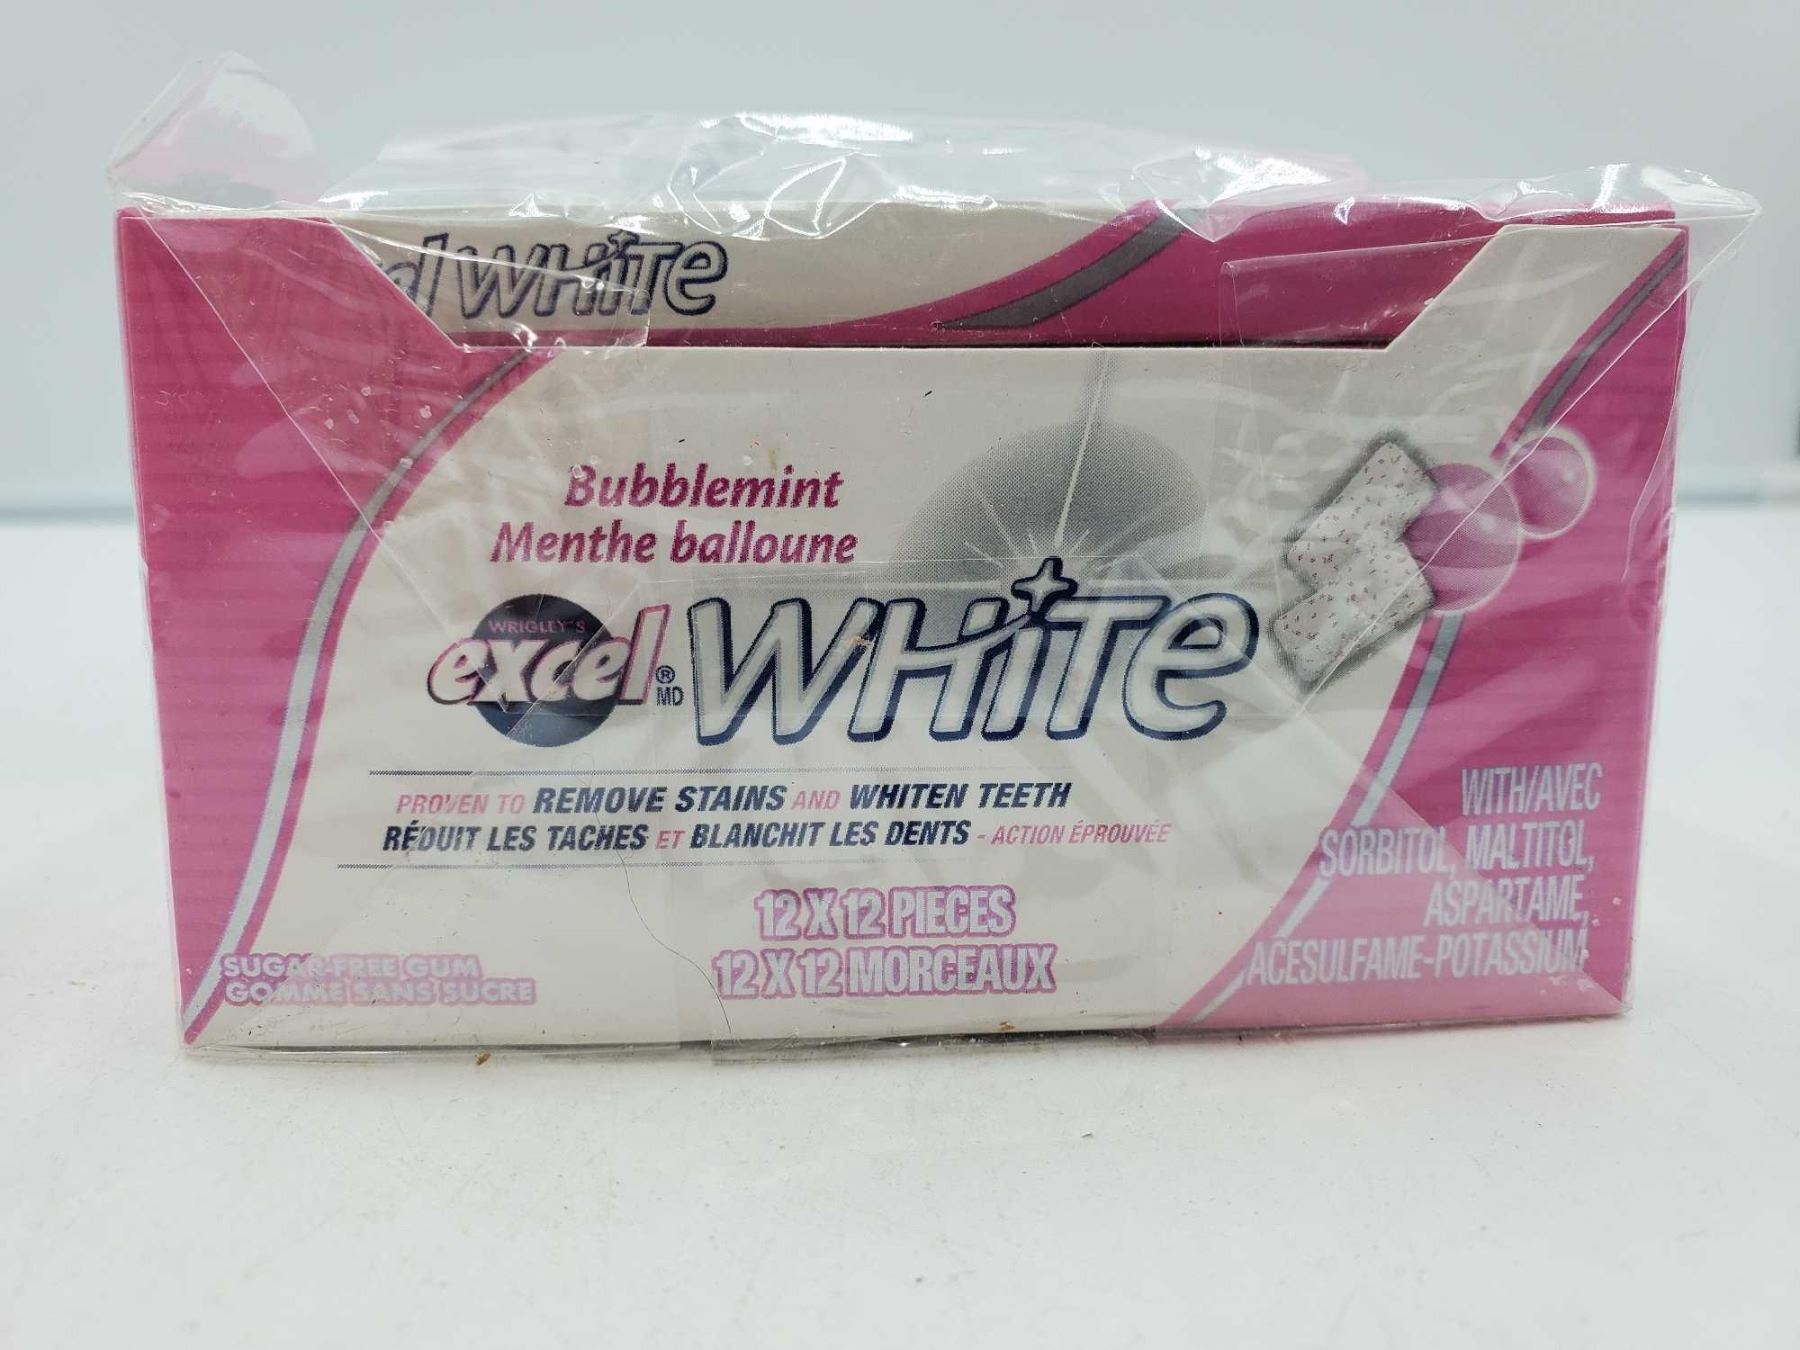 WHiTe
Bubblemint
Menthe balloune
WRIGLEY'S
excel ® MD WHiTe
PROVEN TO REMOVE STAINS AND WHITEN TEETH
RÉDUIT LES TACHES ET BLANCHIT LES DENTS - ACTION ÉPROUVÉE
12 X 12 PIECES
12 X 12 MORCEAUX
SUGAR-FREE GUM
GOMME SANS SUCRE
WITH/AVEC
SORBITOL, MALTITOL,
ASPARTAME,
ACESULFAME-POTASSIUM.